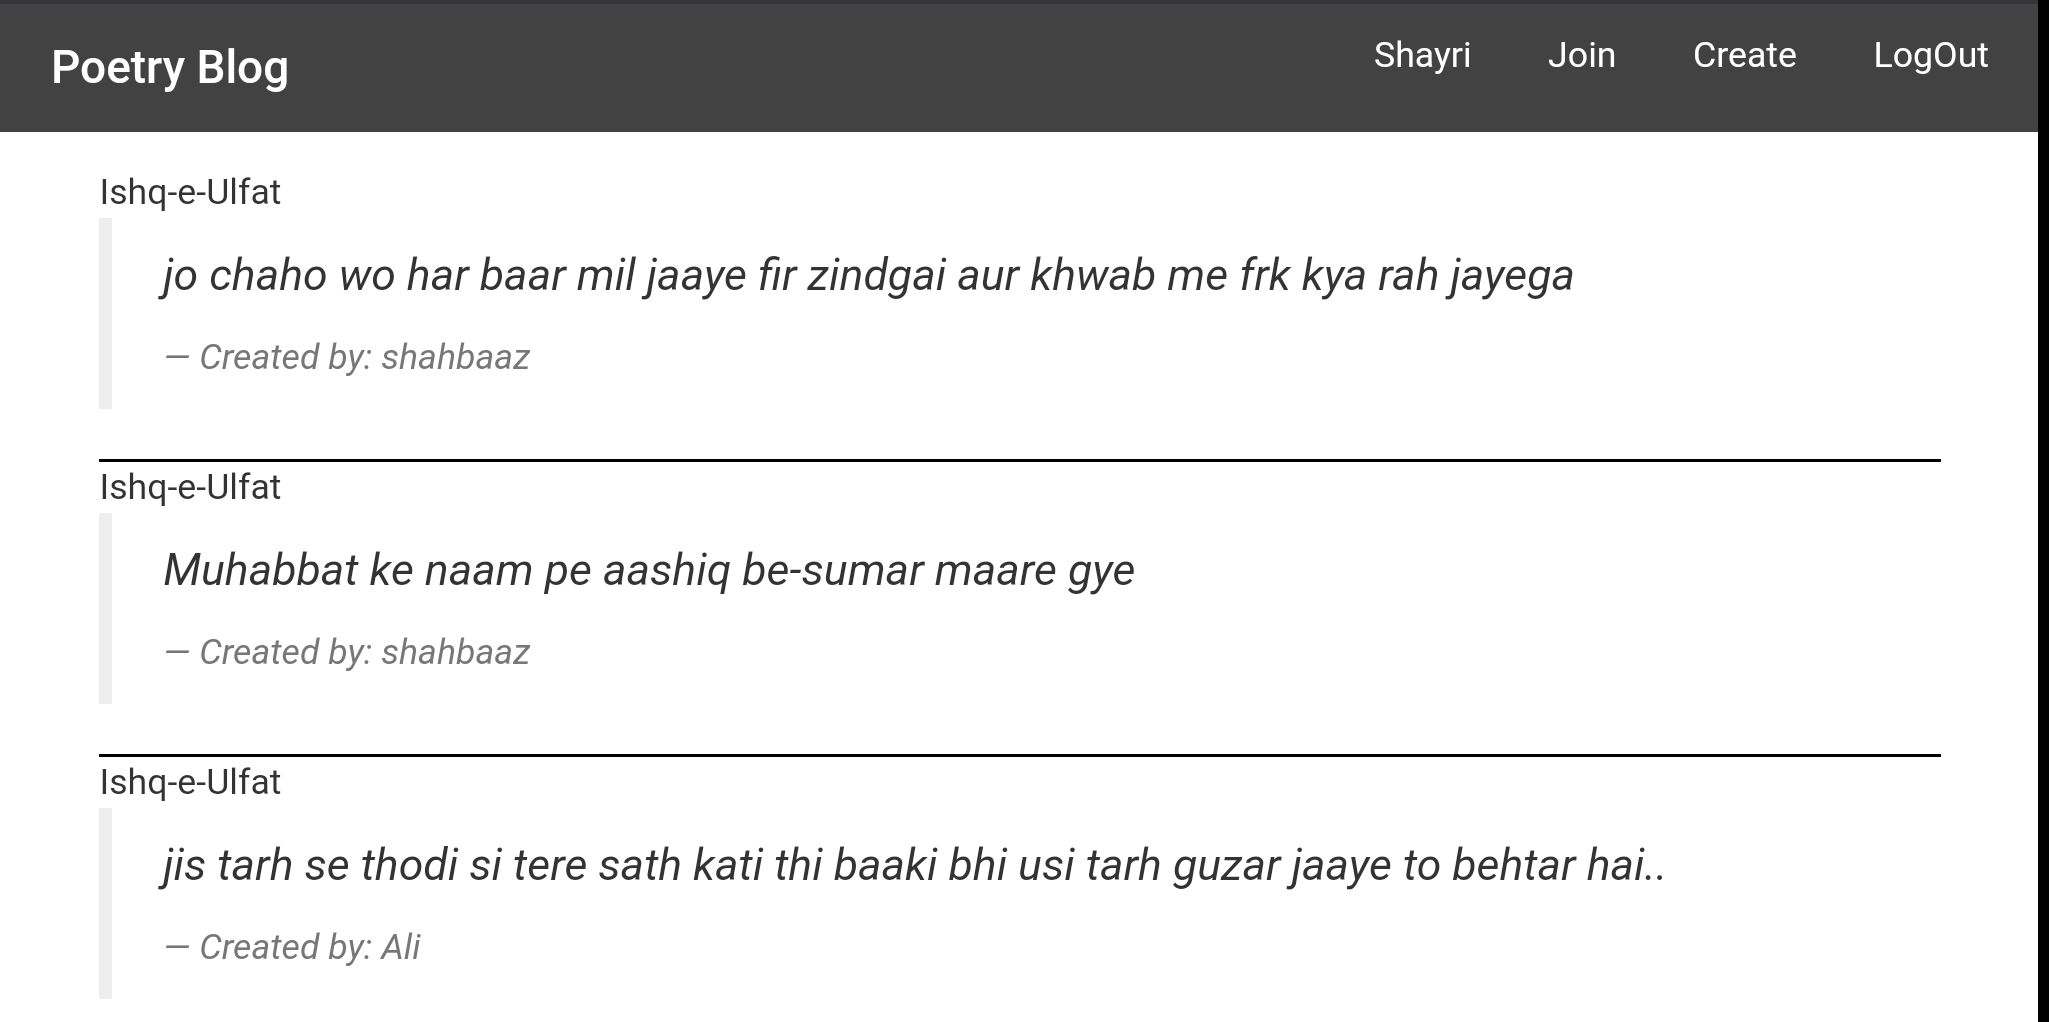 Poetry Blog
Shayri Join Create LogOut
Ishq-e-Ulfat
jo chaho wo har baar mil jaaye fir zindgai aur khwab me frk kya rah jayega
— Created by: shahbaaz
Ishq-e-Ulfat
Muhabbat ke naam pe aashiq be-sumar maare gye
— Created by: shahbaaz
Ishq-e-Ulfat
jis tarh se thodi si tere sath kati thi baaki bhi usi tarh guzar jaaye to behtar hai..
— Created by: Ali